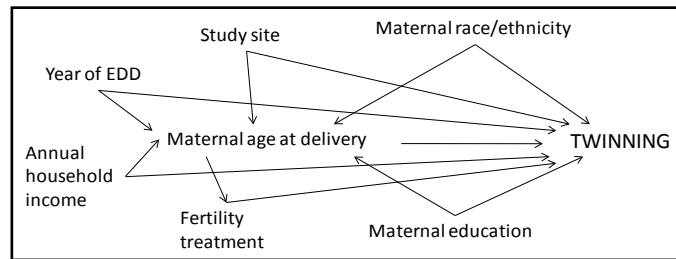 Maternal race/ethnicity
Study site
Year of EDD
Maternal age at delivery
TWINNING
Annual
household
income
Fertility
treatment
Maternal education